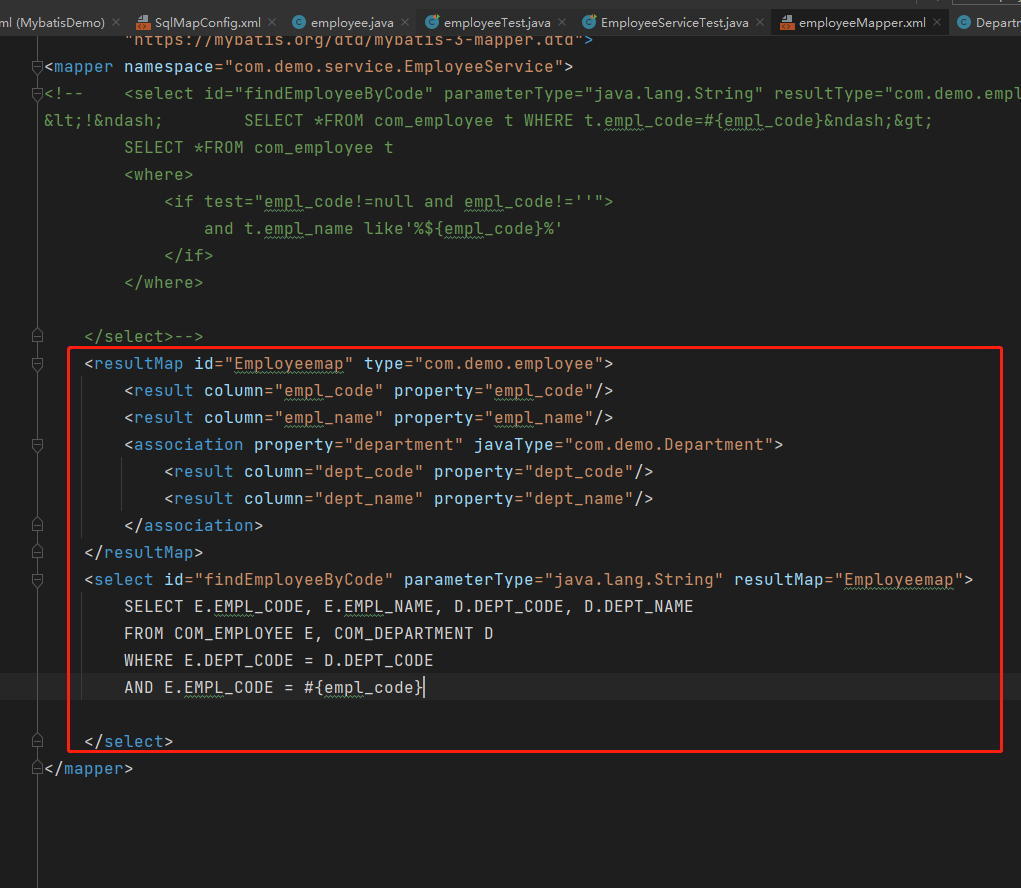 ml (MybatisDemo) × SqlMapConfig.xml × employee.java × employeeTest.java × EmployeeServiceTest.java × employeeMapper.xml × Departm
"https://mybatis.org/dtd/mybatis-3-mapper.dtd">
<mapper namespace="com.demo.service.EmployeeService">
<!--    <select id="findEmployeeByCode" parameterType="java.lang.String" resultType="com.demo.empl
&lt;!&ndash;        SELECT *FROM com_employee t WHERE t.empl_code=#{empl_code}&ndash;&gt;
        SELECT *FROM com_employee t
        <where>
            <if test="empl_code!=null and empl_code!=''">
                and t.empl_name like'%${empl_code}%'
            </if>
        </where>
    </select>-->
    <resultMap id="Employeemap" type="com.demo.employee">
        <result column="empl_code" property="empl_code"/>
        <result column="empl_name" property="empl_name"/>
        <association property="department" javaType="com.demo.Department">
            <result column="dept_code" property="dept_code"/>
            <result column="dept_name" property="dept_name"/>
        </association>
    </resultMap>
    <select id="findEmployeeByCode" parameterType="java.lang.String" resultMap="Employeemap">
        SELECT E.EMPL_CODE, E.EMPL_NAME, D.DEPT_CODE, D.DEPT_NAME
        FROM COM_EMPLOYEE E, COM_DEPARTMENT D
        WHERE E.DEPT_CODE = D.DEPT_CODE
        AND E.EMPL_CODE = #{empl_code}
    </select>
</mapper>